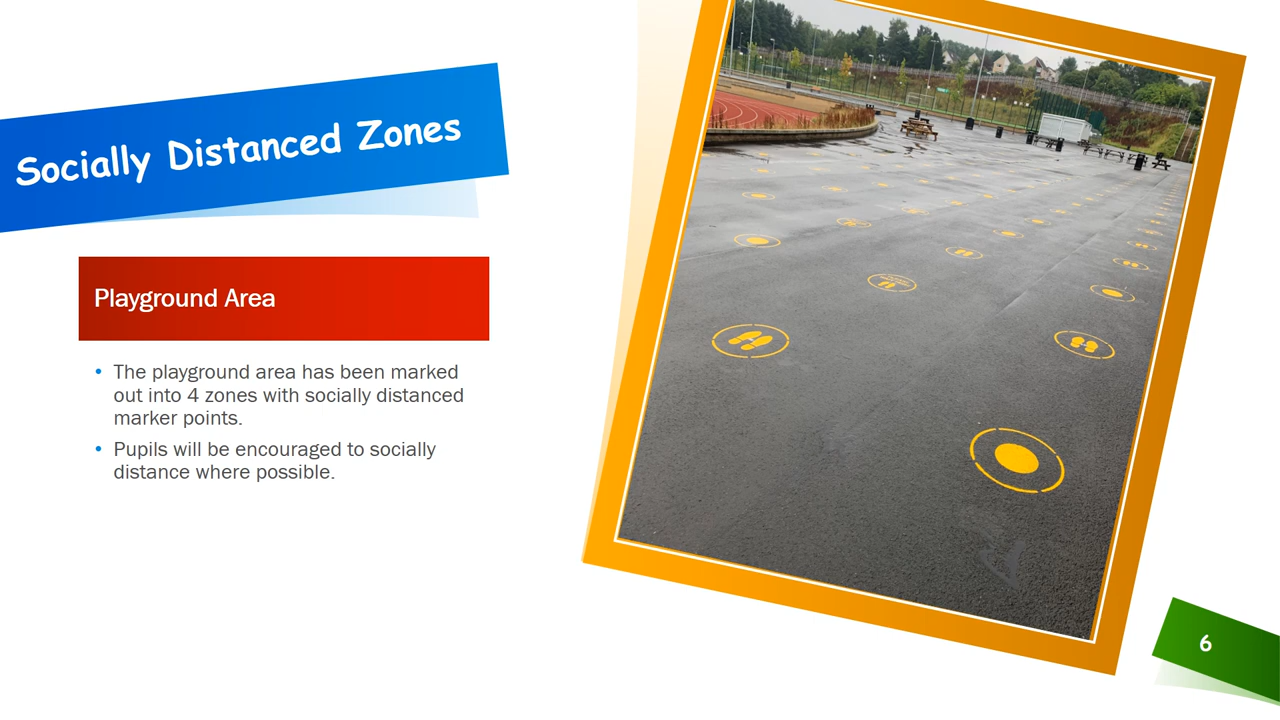 Socially Distanced Zones
Playground Area
• The playground area has been marked
out into 4 zones with socially distanced
marker points.
• Pupils will be encouraged to socially
distance where possible.
6